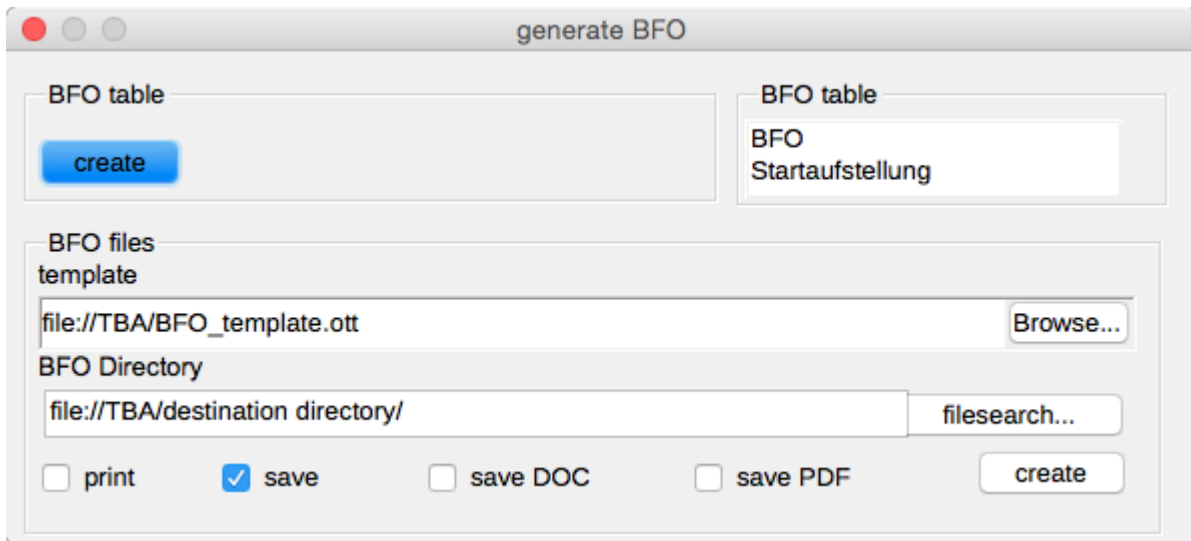 generate BFO
BFO table
create
BFO table
BFO
Startaufstellung
BFO files
template
file://TBA/BFO_template.ott
Browse...
BFO Directory
file://TBA/destination directory/
filesearch...
print save save DOC save PDF create